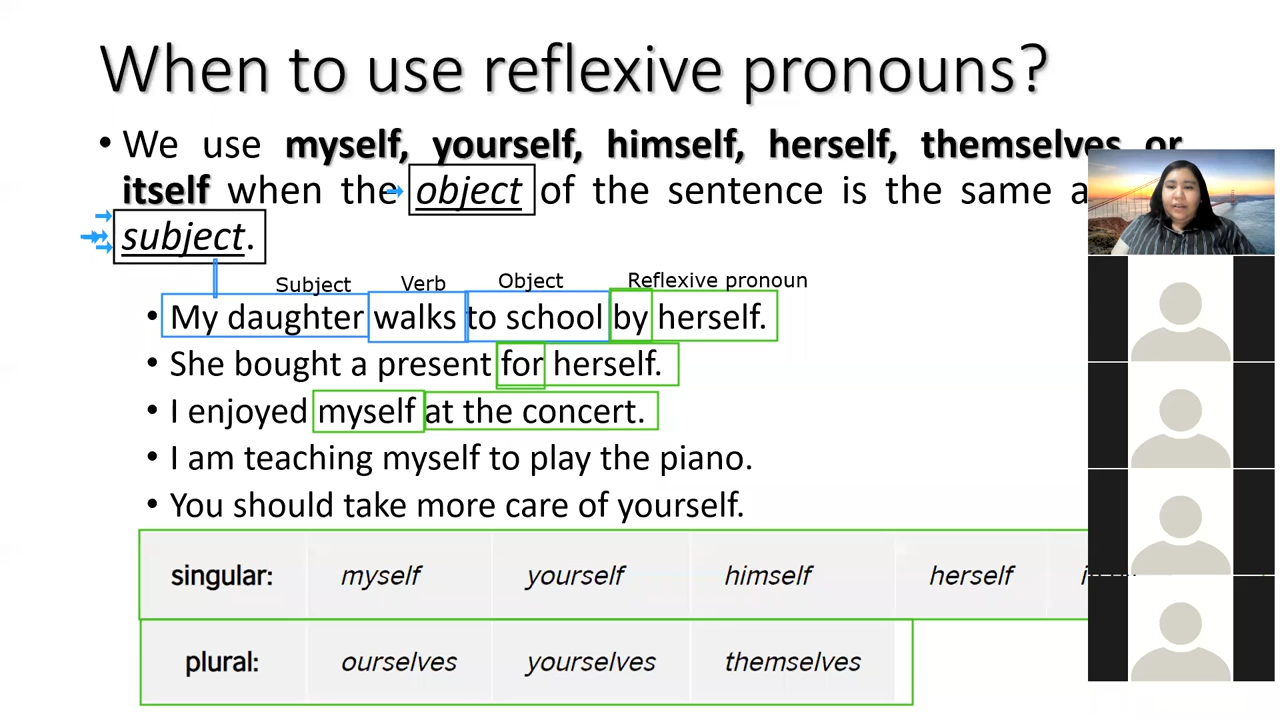 When to use reflexive pronouns?
• We use myself, yourself, himself, herself, themselves or
itself when the object of the sentence is the same
subject.
Subject Verb Object Reflexive pronoun
• My daughter walks to school by herself.
• She bought a present for herself.
• I enjoyed myself at the concert.
• I am teaching myself to play the piano.
• You should take more care of yourself.
singular: myself yourself himself herself
plural: ourselves yourselves themselves